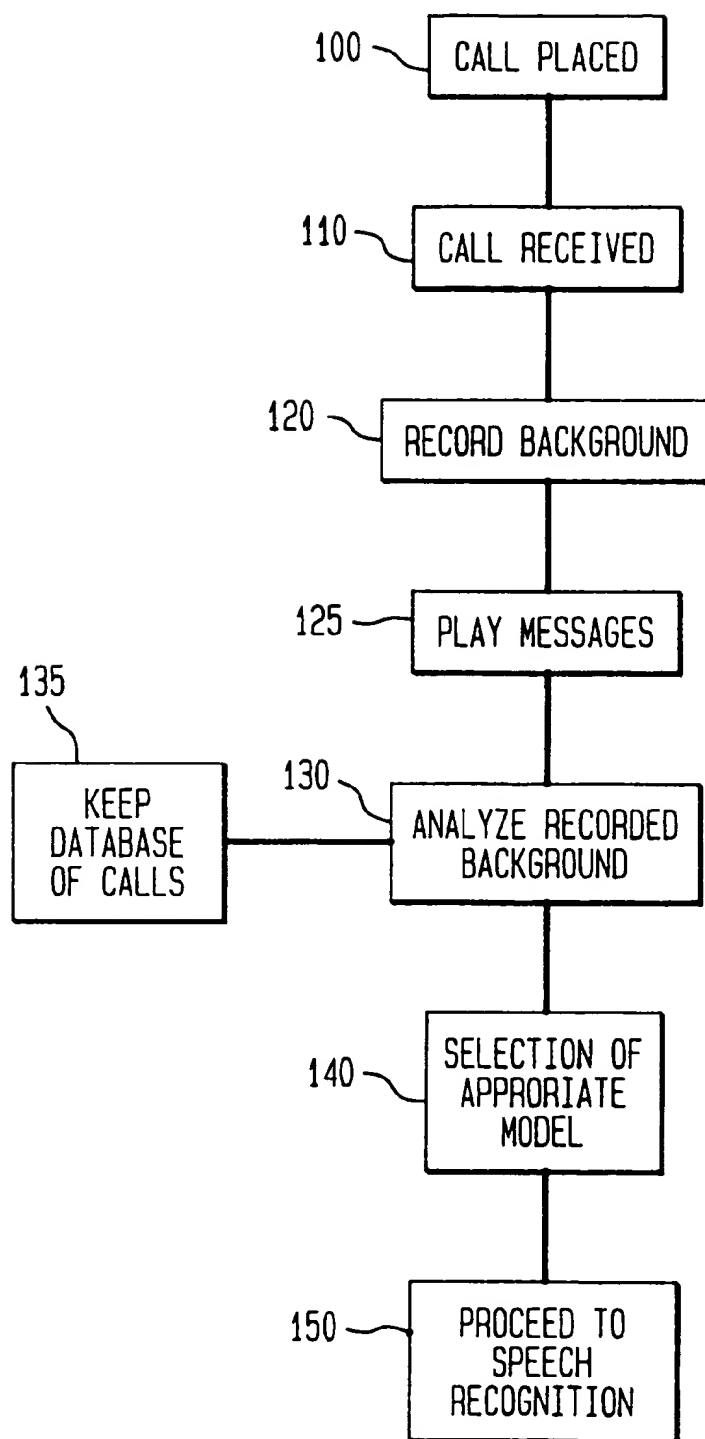 100
CALL PLACED
110
CALL RECEIVED
120
RECORD BACKGROUND
125
PLAY MESSAGES
135
KEEP
DATABASE
OF CALLS
130
ANALYZE RECORDED
BACKGROUND
140
SELECTION OF
APPRORIATE
MODEL
150
PROCEED TO
SPEECH
RECOGNITION